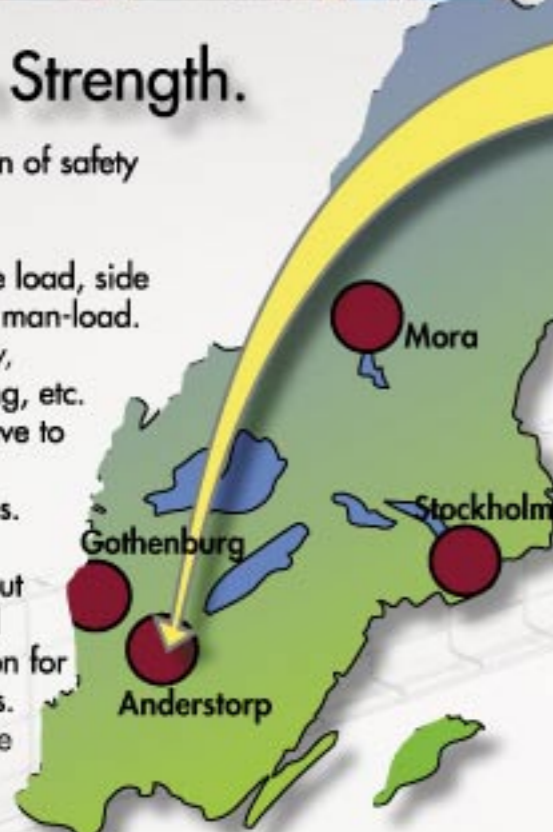 Strength.
n of safety
e load, side
man-load.
y,
g, etc.
ve to
s.
ut
on for
s.
e
Mora
Stockholm
Gothenburg
Anderstorp